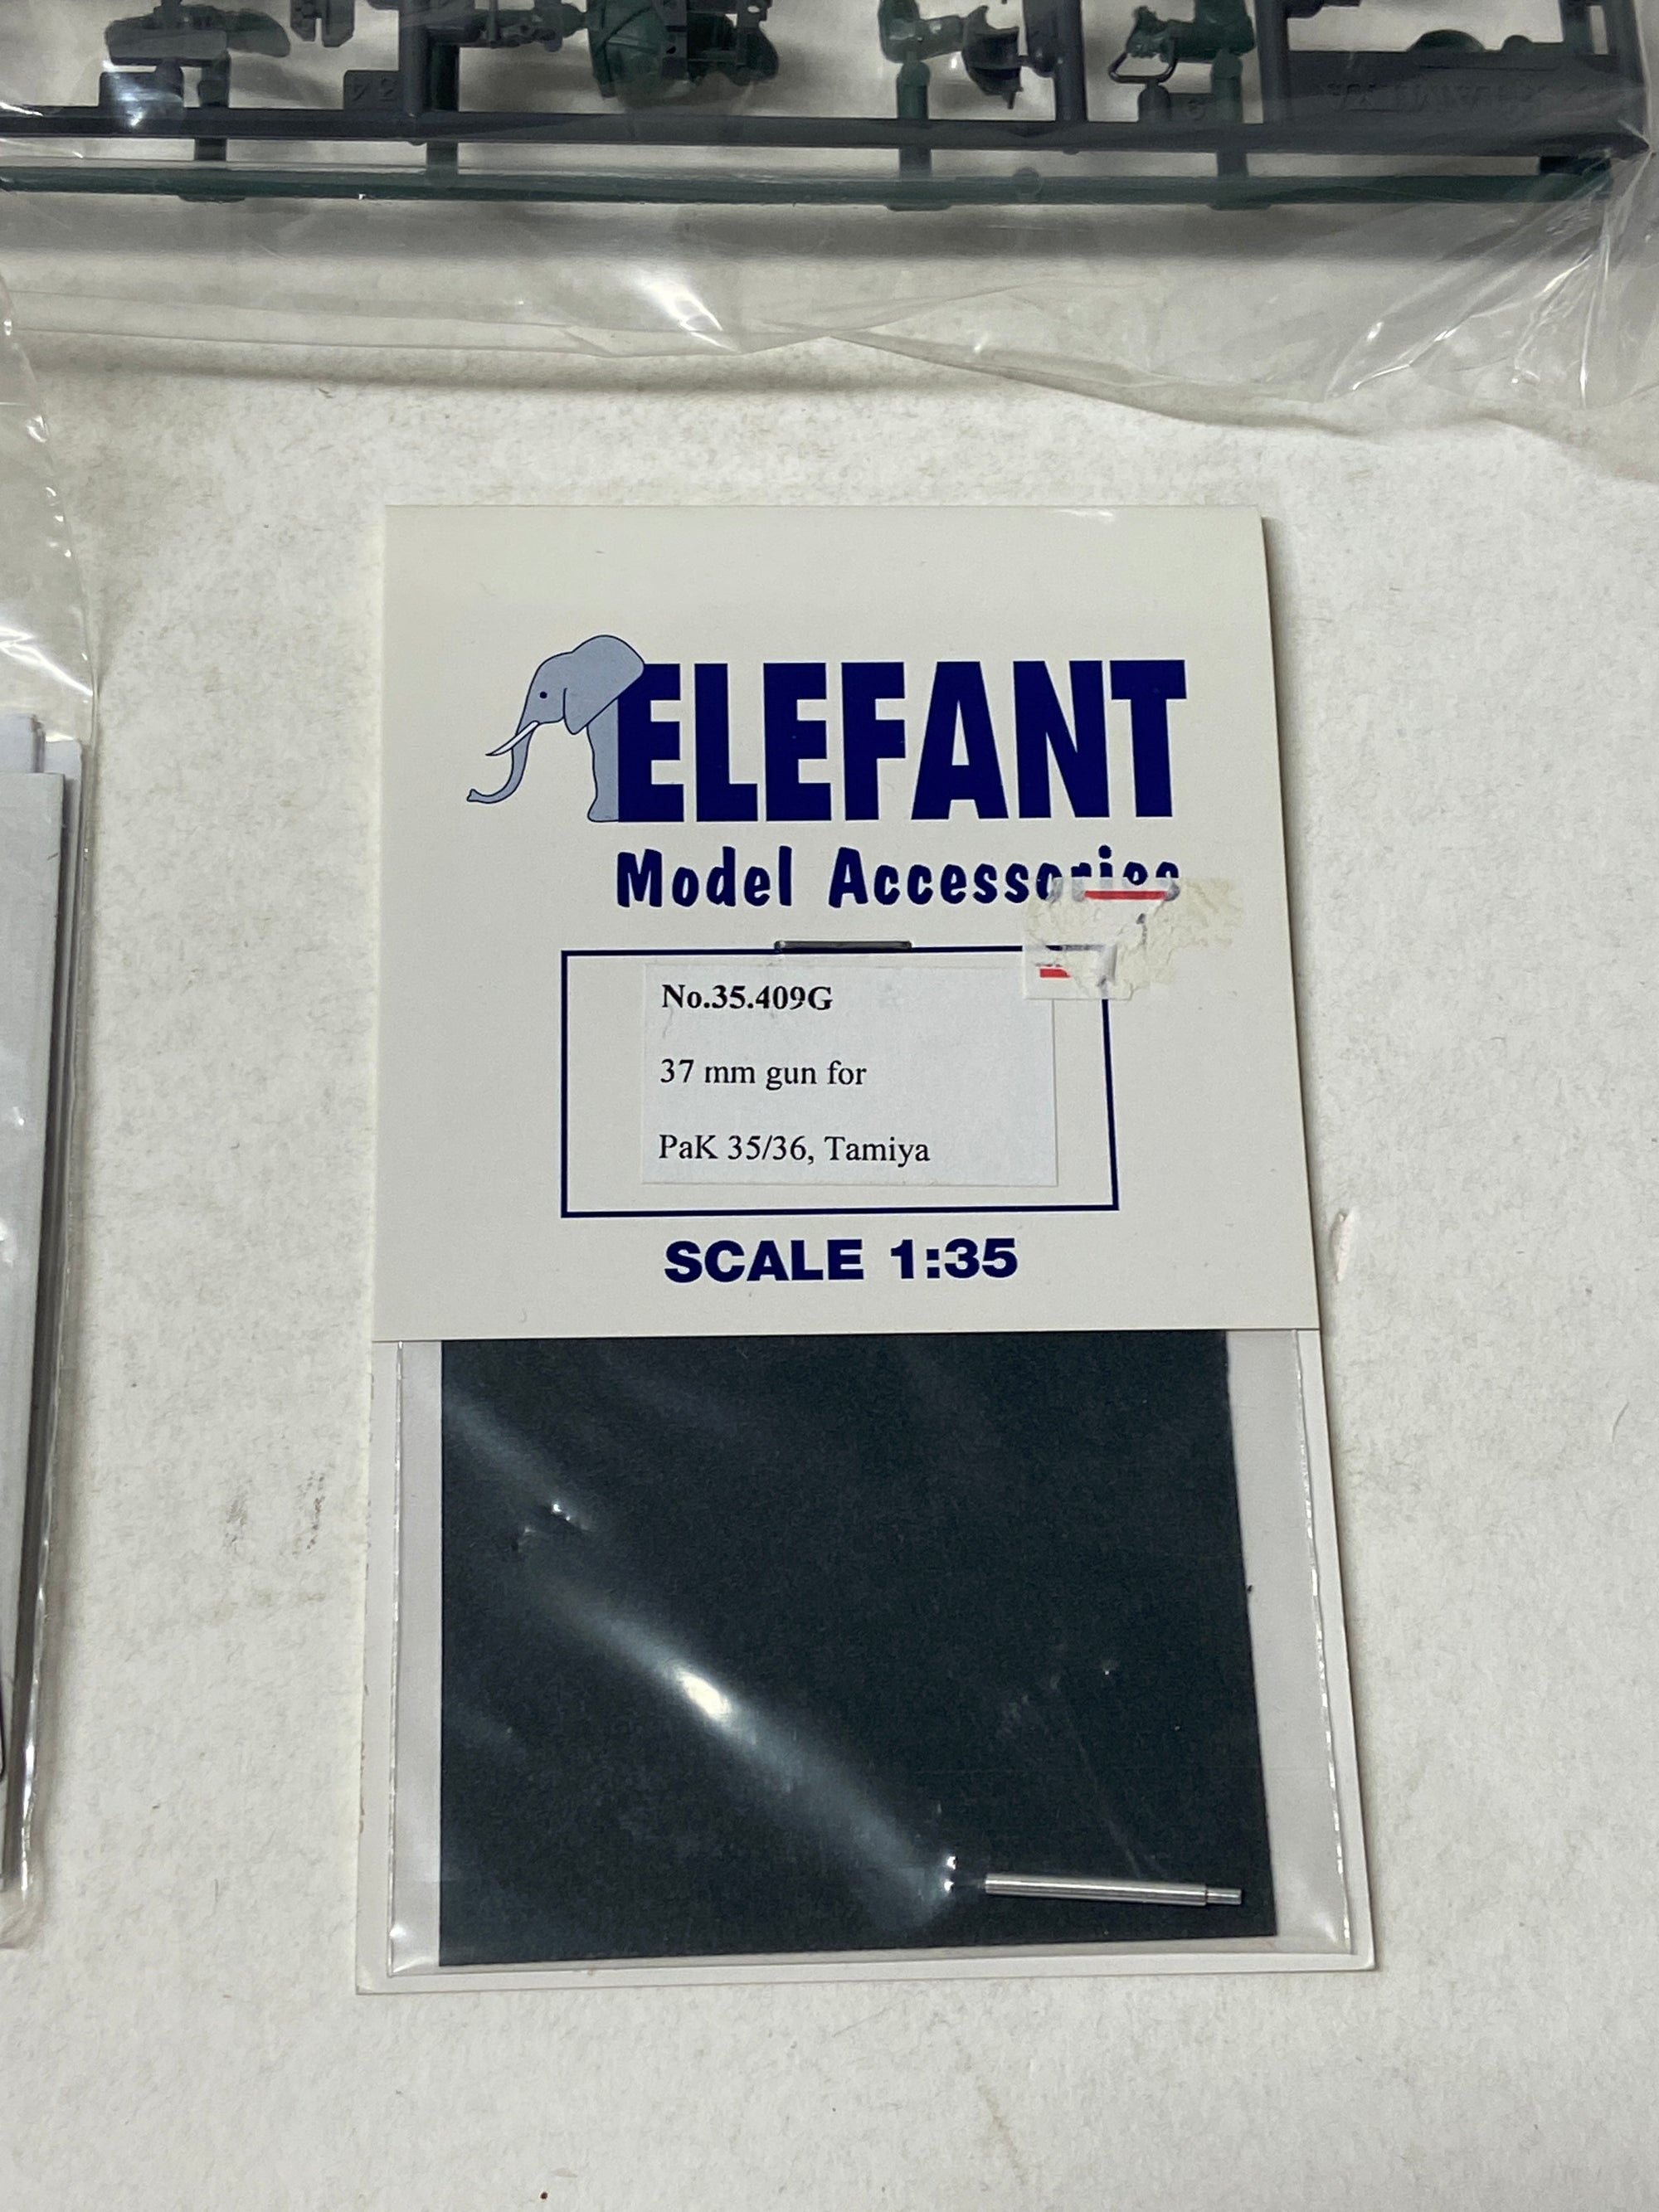 ELEFANT
Model Accessories
No.35.409G
37 mm gun for
PaK 35/36, Tamiya
SCALE 1:35